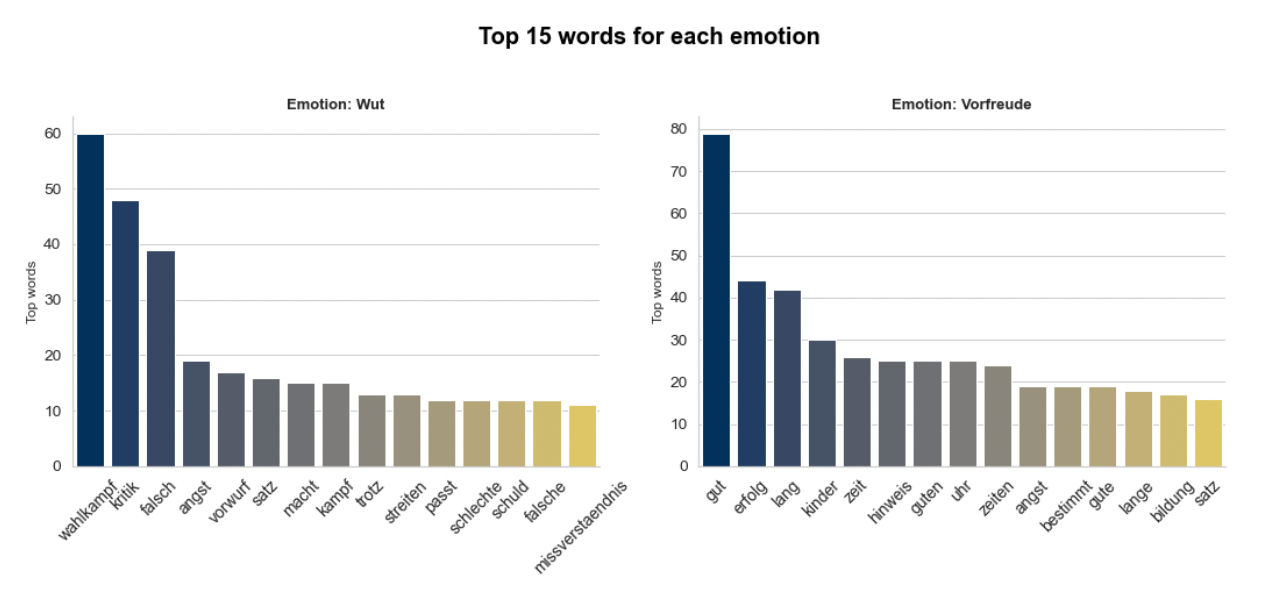 Top 15 words for each emotion
Emotion: Wut
Top words
60
50
40
30
20
10
0
wahlkampf
kritik
falsch
angst
vorwurf
satz
macht
kampf
trotz
streiten
passt
schlechte
schuld
falsche
missverstaendnis
Emotion: Vorfreude
Top words
80
70
60
50
40
30
20
10
0
gut
erfolg
lang
kinder
zeit
hinweis
guten
uhr
zeiten
angst
bestimmt
gute
lange
bildung
satz